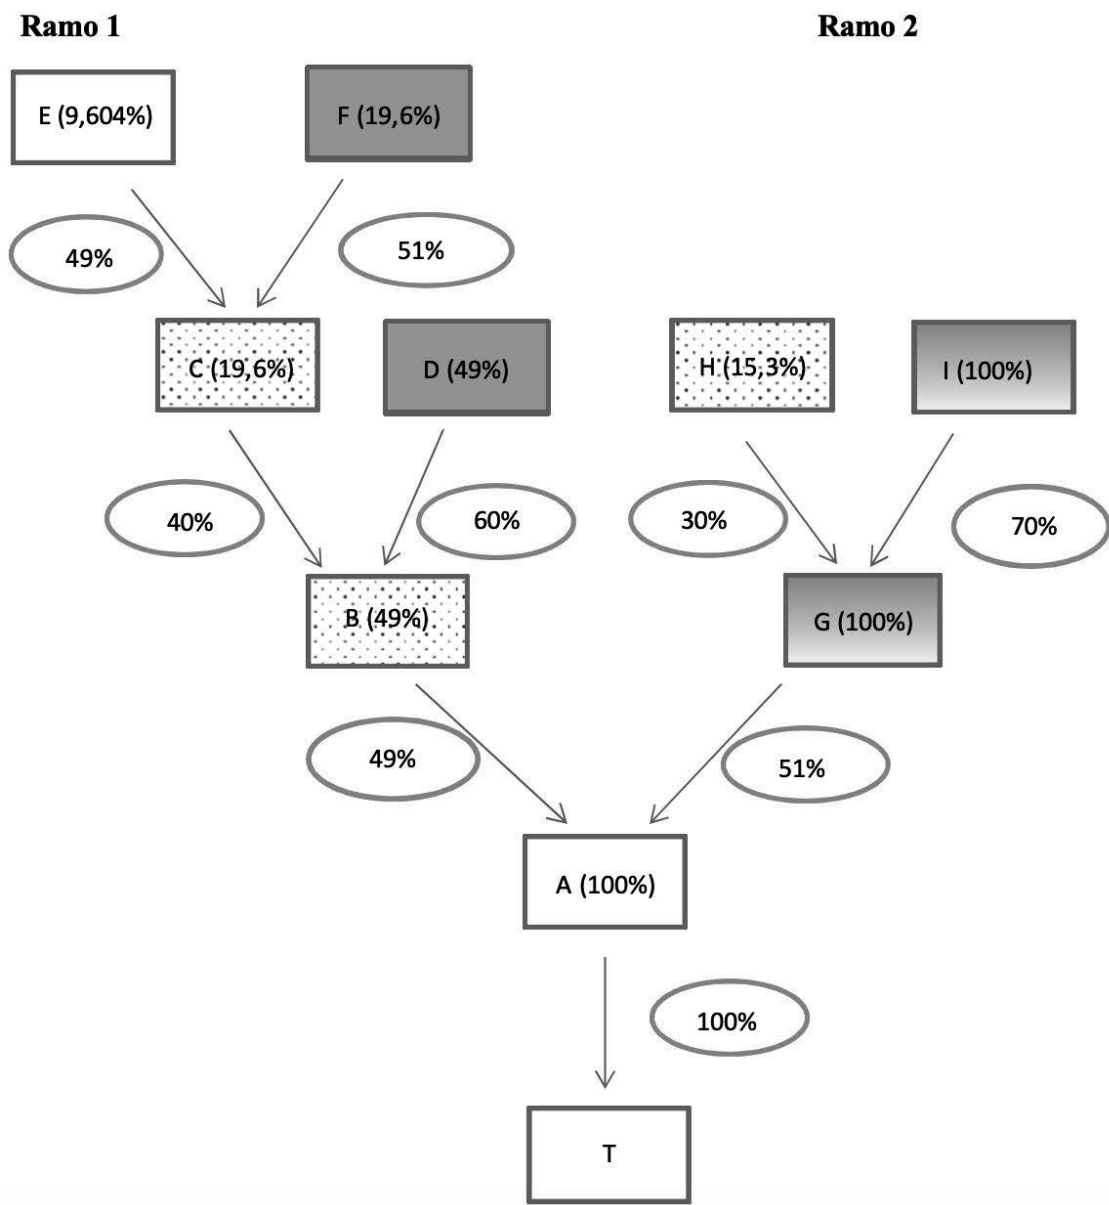 Ramo 1
Ramo 2
E (9,604%)
F (19,6%)
49%
51%
C (19,6%)
D (49%)
H (15,3%)
I (100%)
40%
60%
30%
70%
B (49%)
G (100%)
49%
51%
A (100%)
100%
T